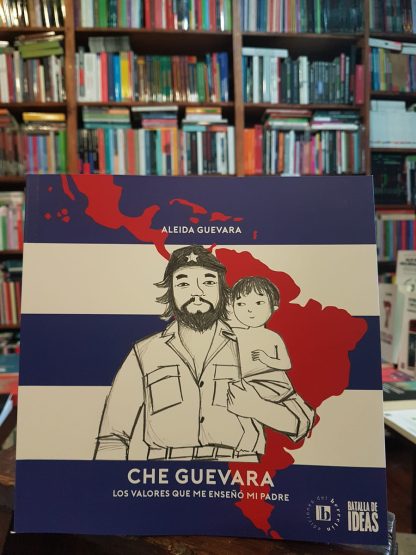 ALEIDA GUEVARA
CHE GUEVARA
LOS VALORES QUE ME ENSEÑÓ MI PADRE
BATALLA DE
IDEAS